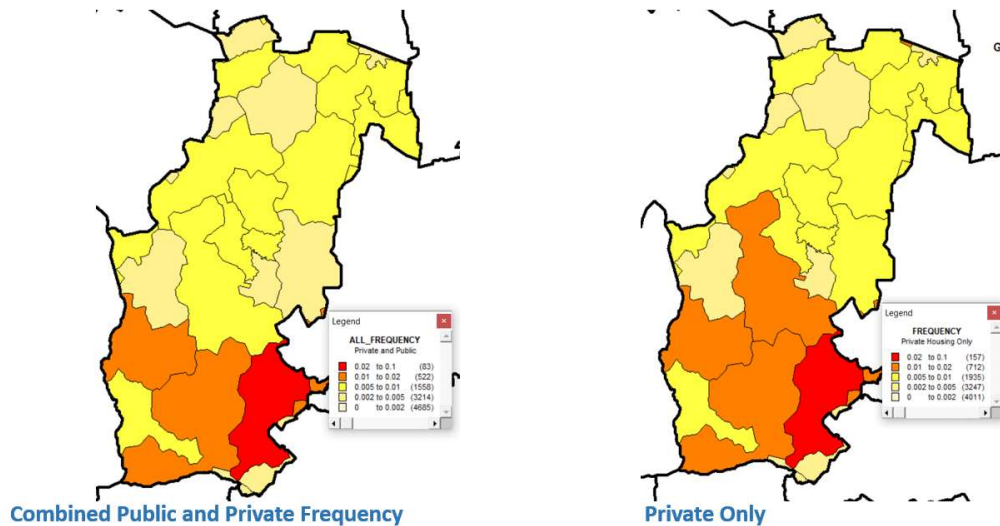 G
Legend
ALL_FREQUENCY
Private and Public
0.02 to 0.1 (83)
0.01 to 0.02 (522)
0.005 to 0.01 (1558)
0.002 to 0.005 (3214)
0 to 0.002 (4685)
Legend
FREQUENCY
Private Housing Only
0.02 to 0.1 (157)
0.01 to 0.02 (712)
0.005 to 0.01 (1935)
0.002 to 0.005 (3247)
0 to 0.002 (4011)
Combined Public and Private Frequency
Private Only